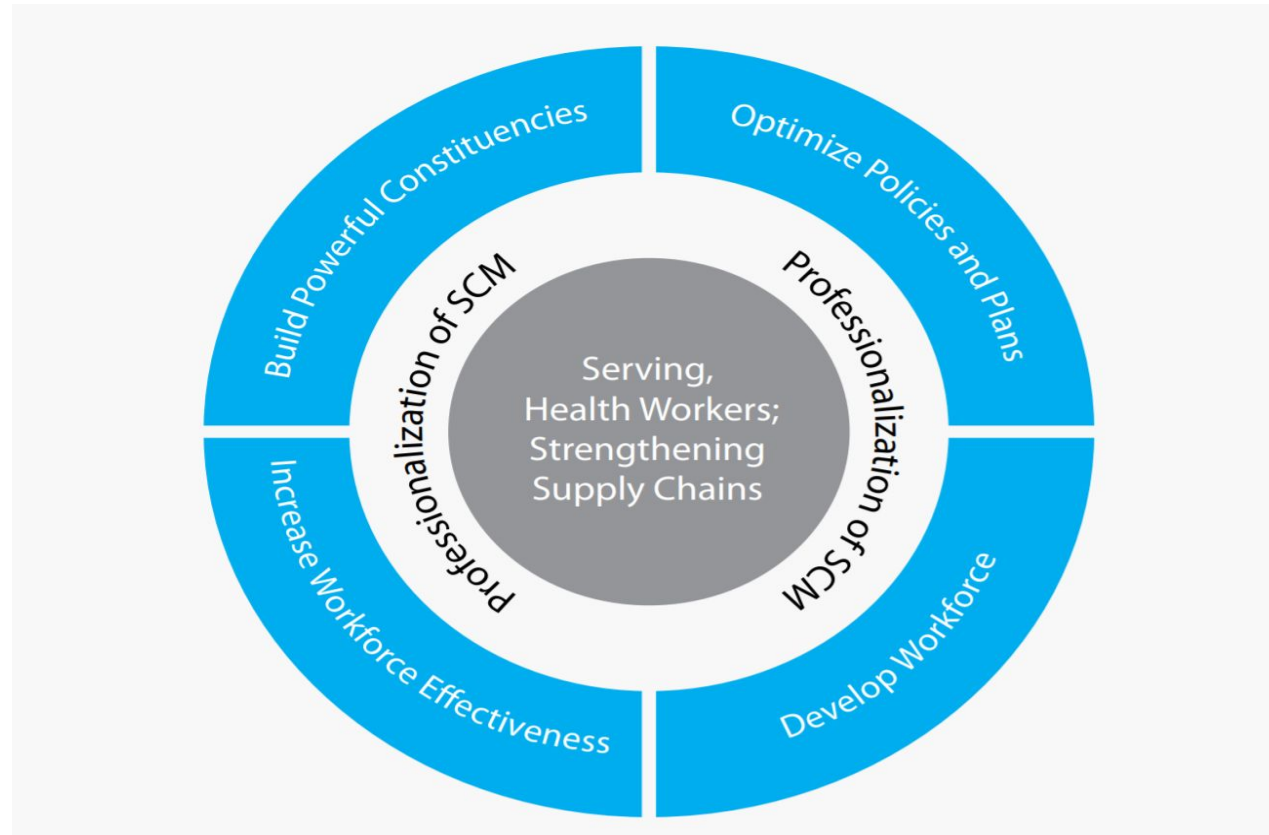 Build Powerful Constituencies
Optimize Policies and Plans
Professionalization of SCM
Professionalization of SCM
Serving,
Health Workers;
Strengthening
Supply Chains
Increase Workforce Effectiveness
Develop Workforce